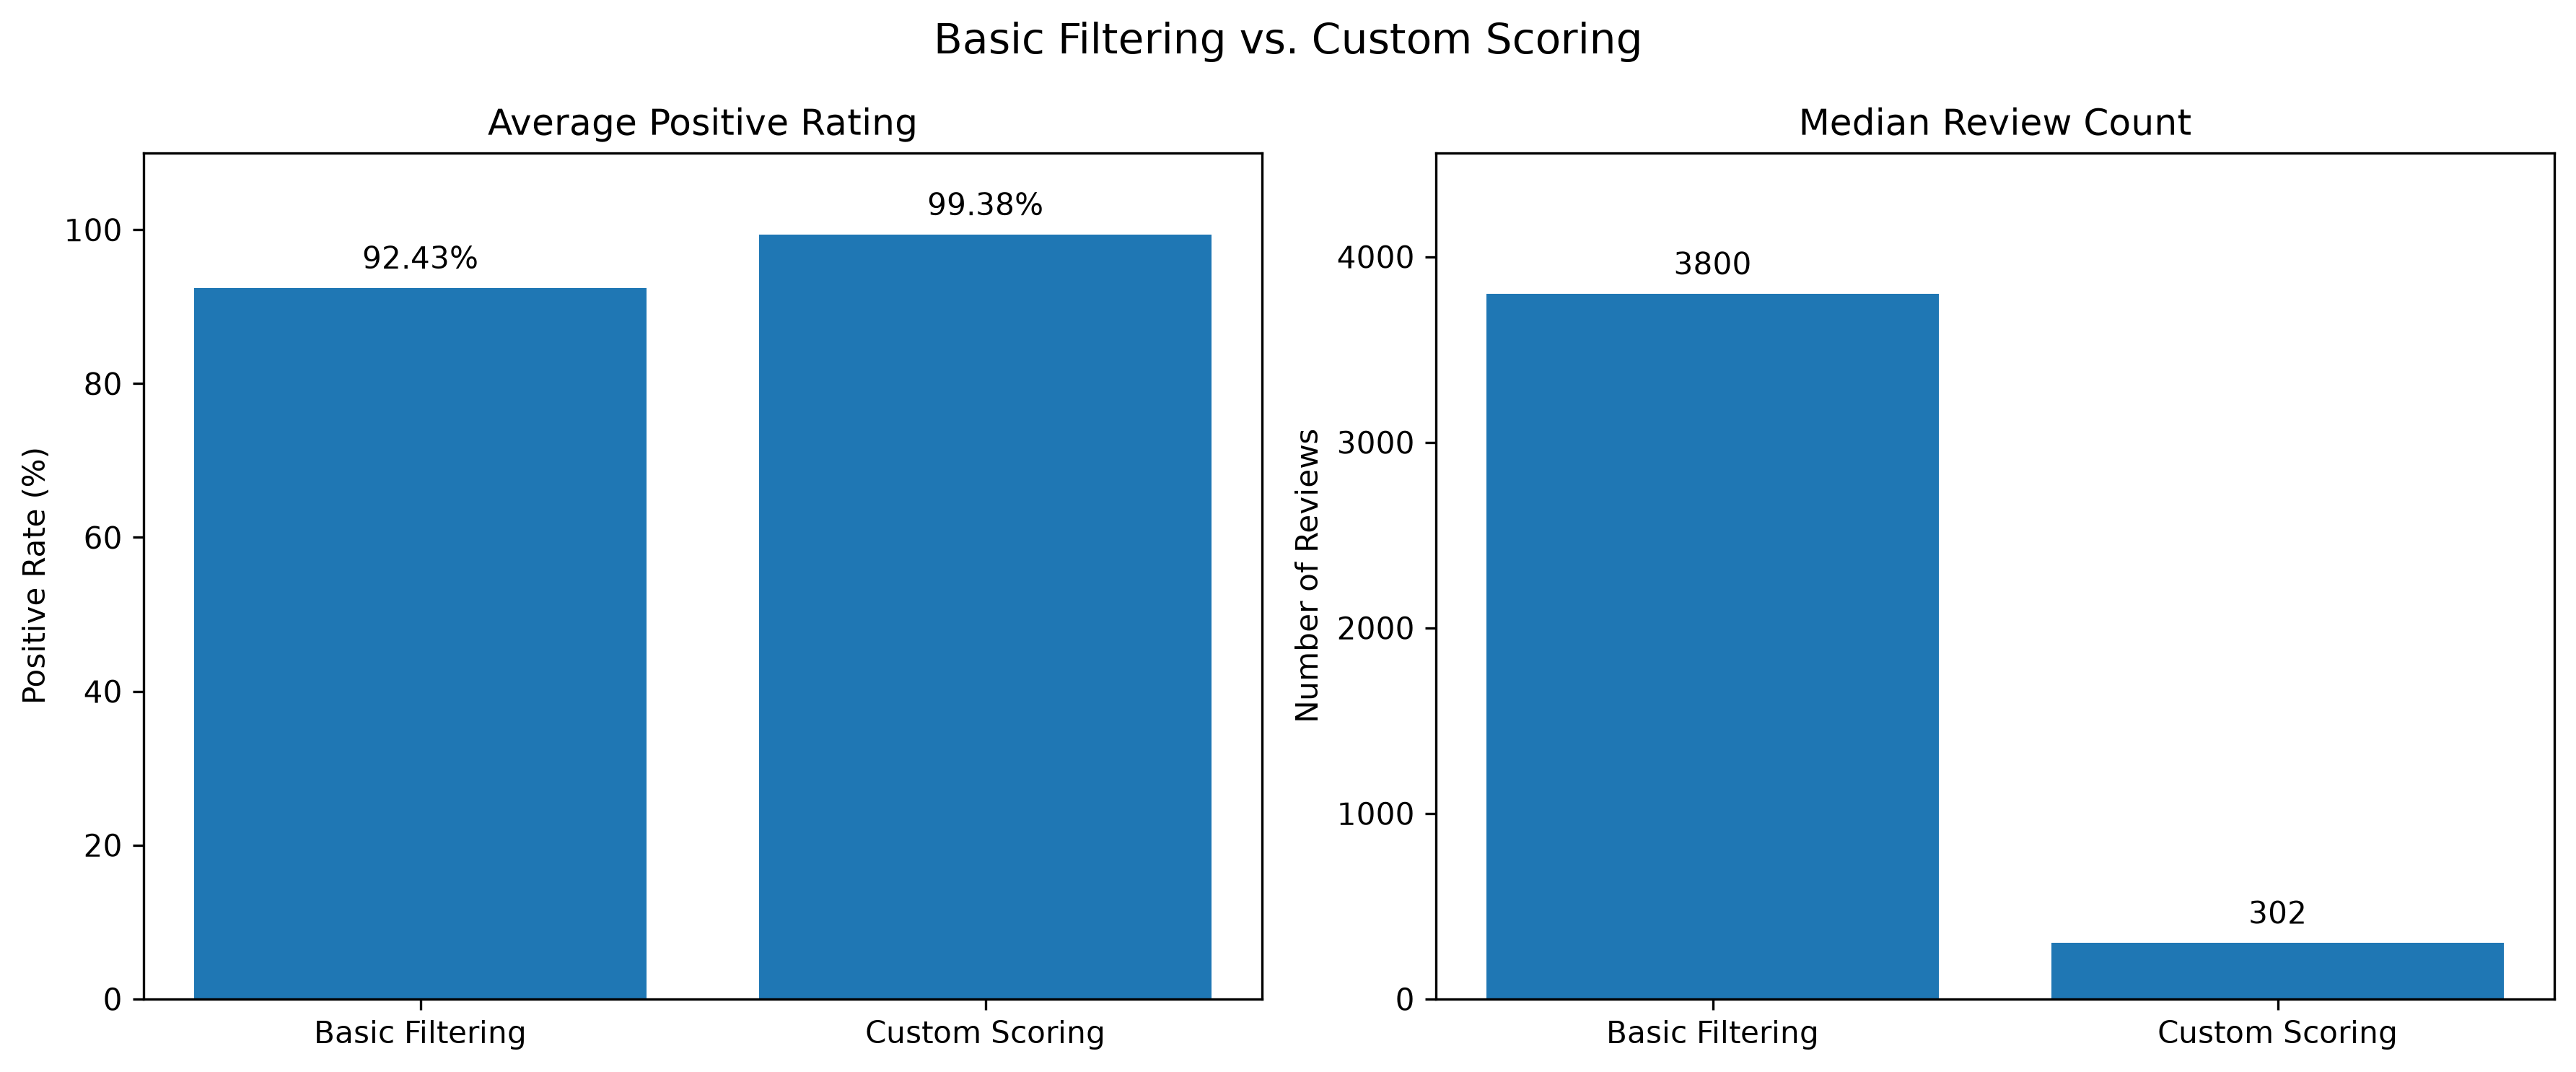 Basic Filtering vs. Custom Scoring
Average Positive Rating
Positive Rate (%)
100
80
60
40
20
0
92.43%
99.38%
Basic Filtering
Custom Scoring
Median Review Count
Number of Reviews
4000
3000
2000
1000
0
3800
302
Basic Filtering
Custom Scoring